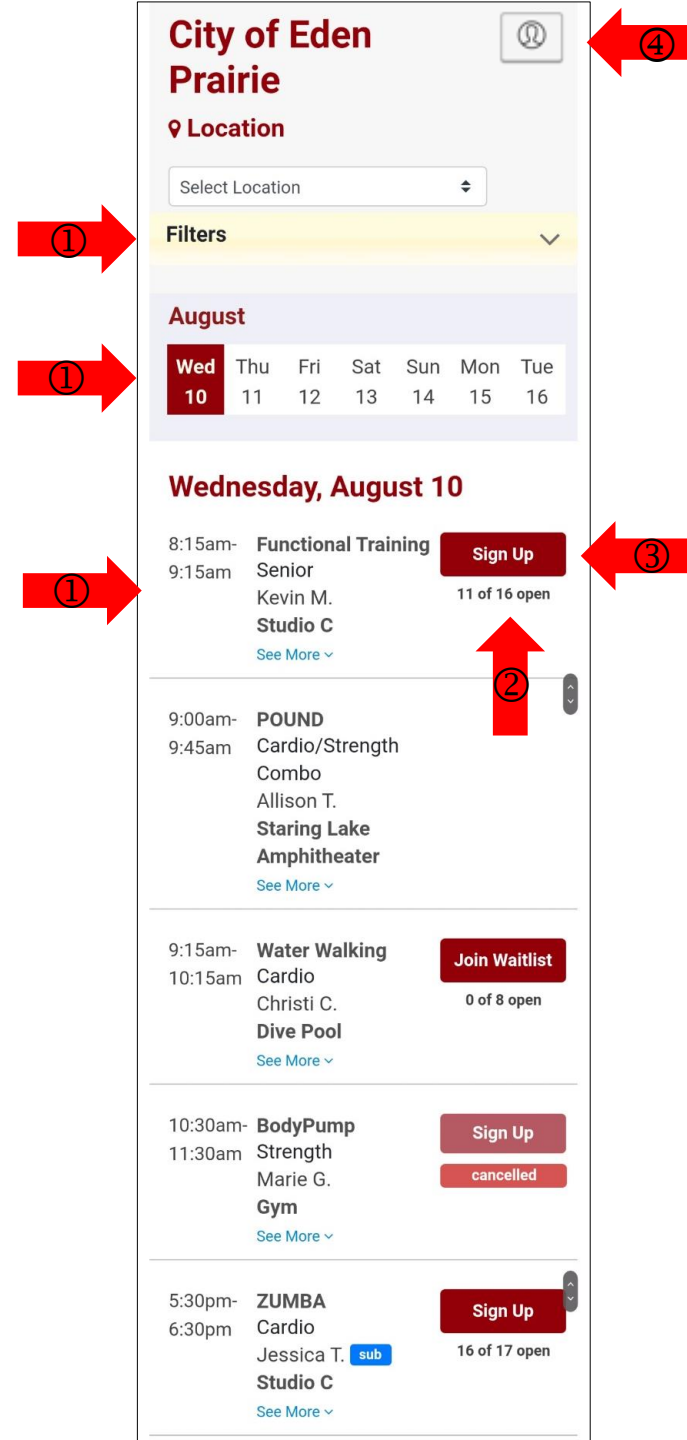 City of Eden
Prairie
④
Location
Select Location
① Filters
August
① Wed Thu Fri Sat Sun Mon Tue
10 11 12 13 14 15 16
Wednesday, August 10
8:15am- Functional Training Sign Up ③
① 9:15am Senior
Kevin M. 11 of 16 open
Studio C
See More
②
9:00am- POUND
9:45am Cardio/Strength
Combo
Allison T.
Staring Lake
Amphitheater
See More
9:15am- Water Walking Join Waitlist
10:15am Cardio
Christi C. 0 of 8 open
Dive Pool
See More
10:30am- BodyPump Sign Up
11:30am Strength
Marie G. cancelled
Gym
See More
5:30pm- ZUMBA Sign Up
6:30pm Cardio
Jessica T. sub 16 of 17 open
Studio C
See More